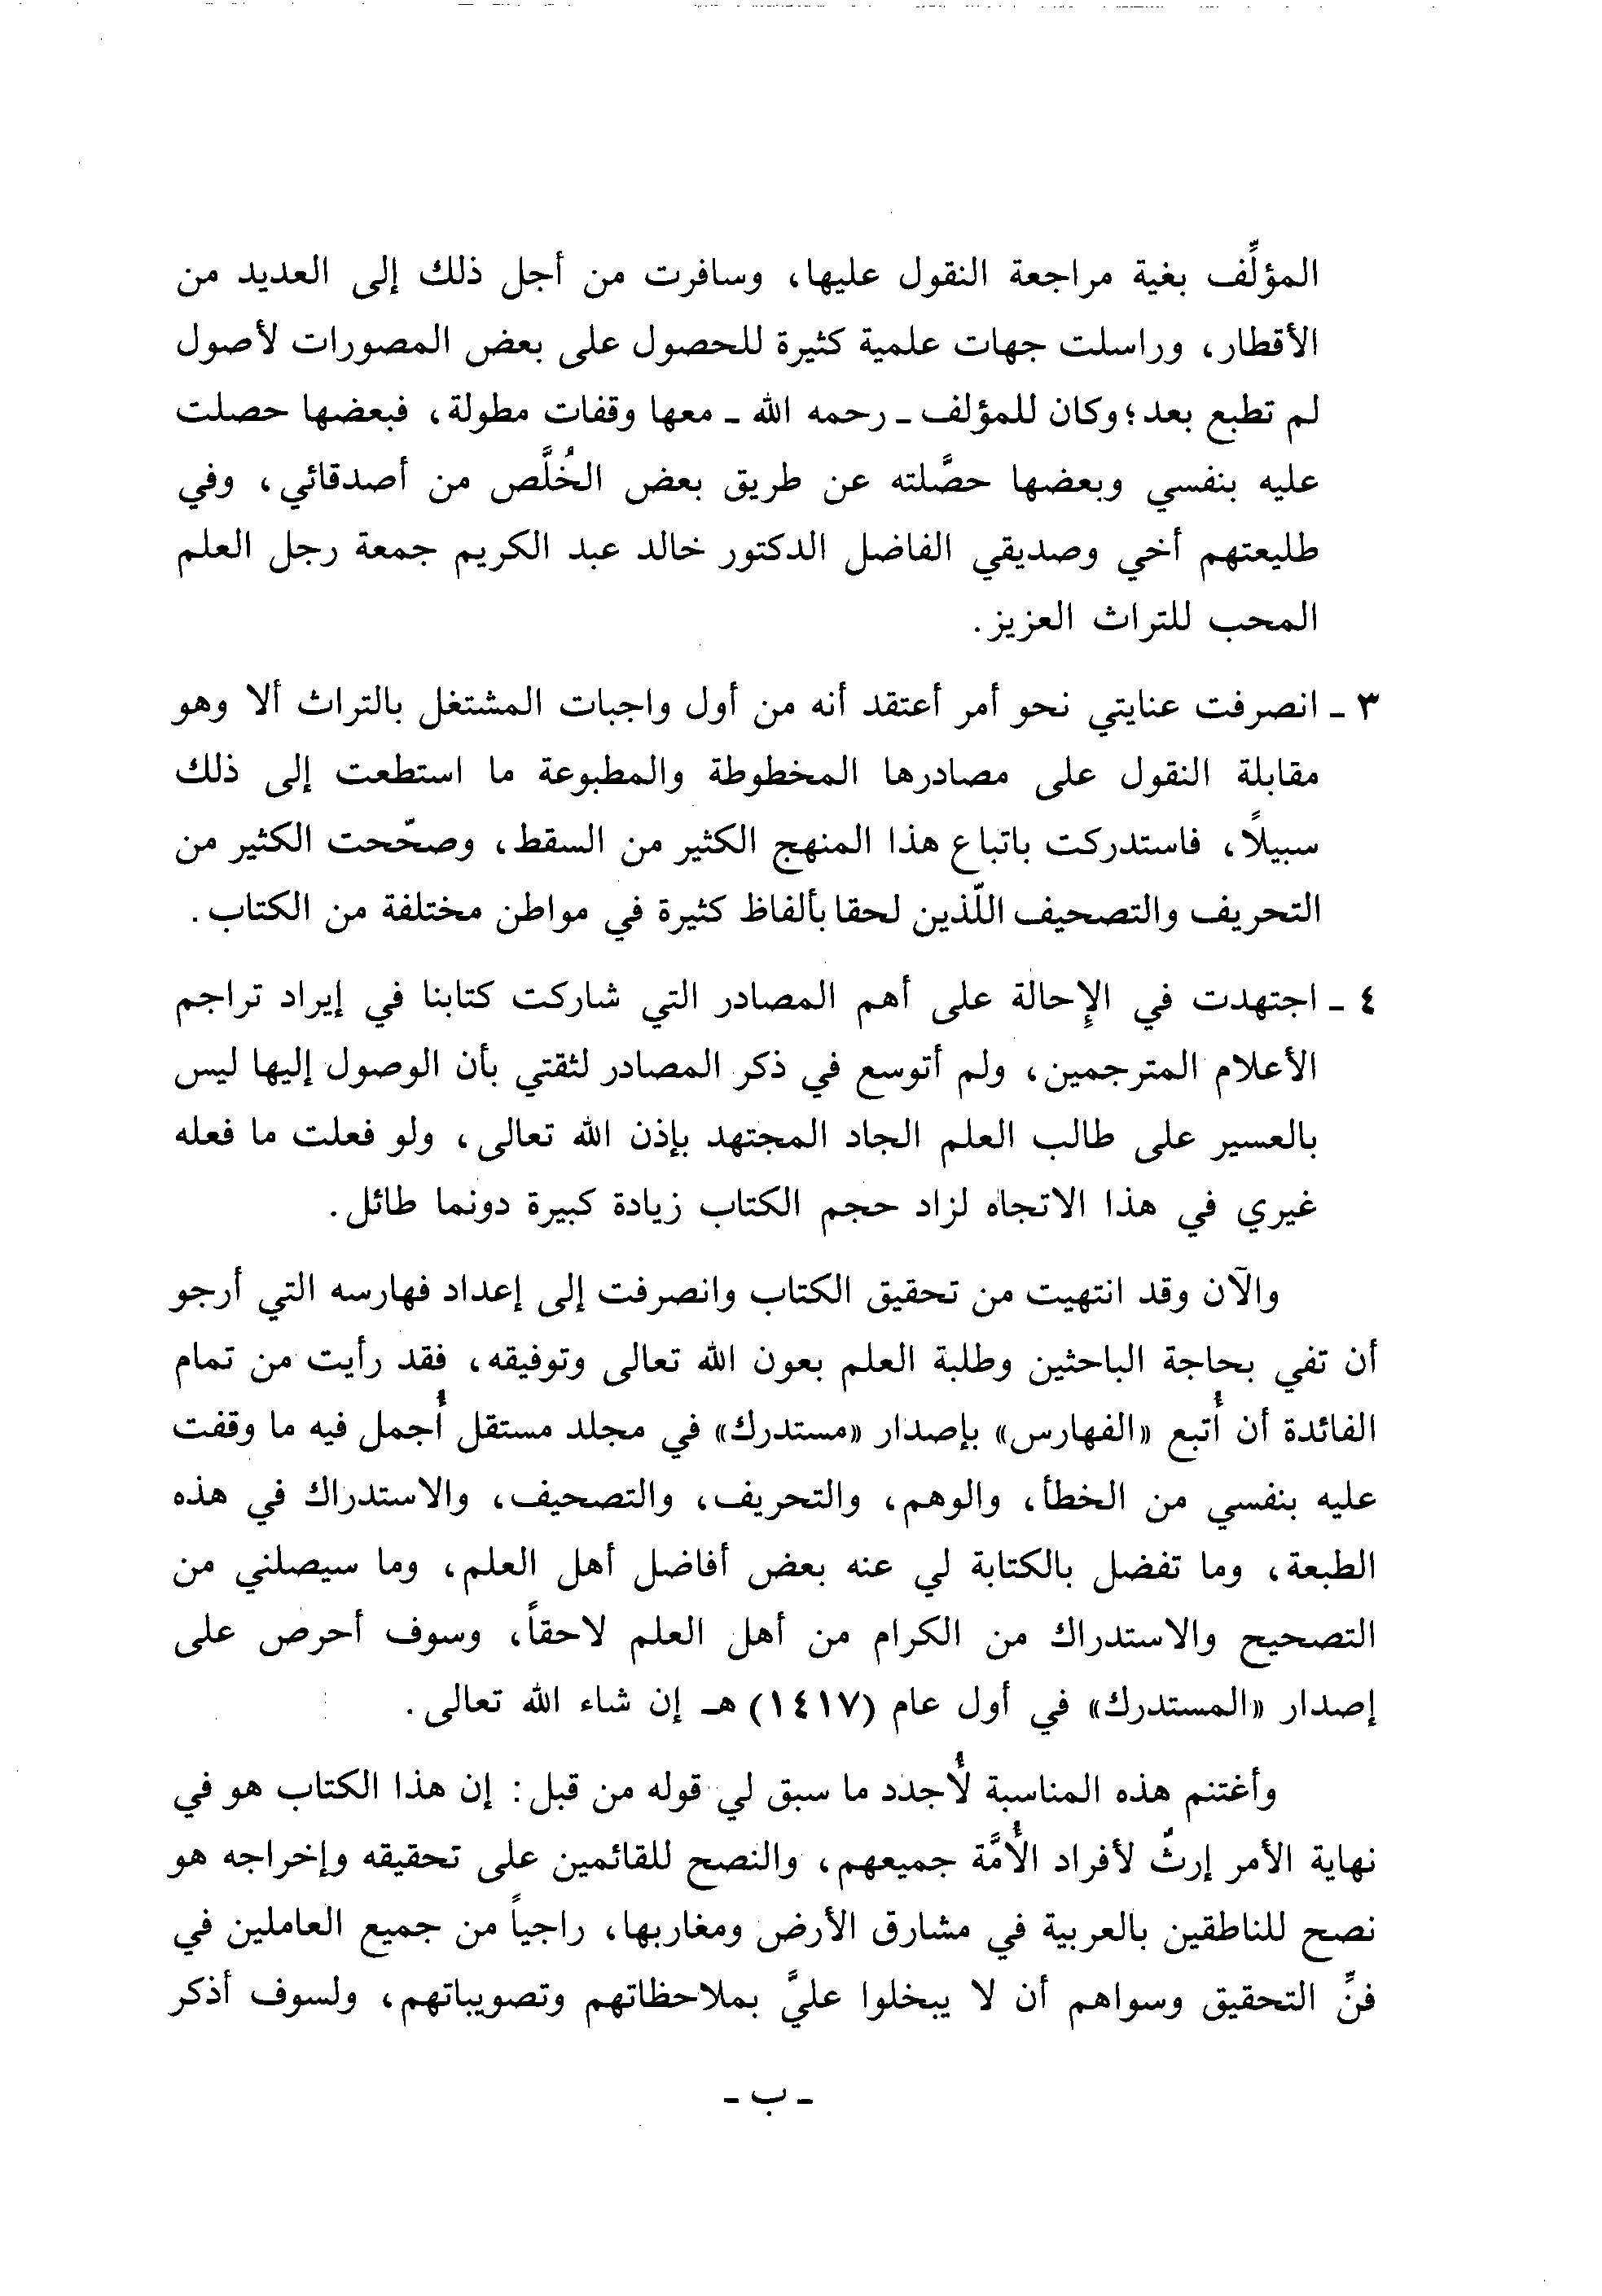 المؤلِّف بغية مراجعة النقول عليها، وسافرت من أجل ذلك إلى العديد من
الأقطار، وراسلت جهات علمية كثيرة للحصول على بعض المصورات لأصول
لم تطبع بعد؛ وكان للمؤلف ـ رحمه الله ـ معها وقفات مطولة، فبعضها حصلت
عليه بنفسي وبعضها حصَّلته عن طريق بعض الخُلَّص من أصدقائي، وفي
طليعتهم أخي وصديقي الفاضل الدكتور خالد عبد الكريم جمعة رجل العلم
المحب للتراث العزيز.
٣ ـ انصرفت عنايتي نحو أمر أعتقد أنه من أول واجبات المشتغل بالتراث ألا وهو
مقابلة النقول على مصادرها المخطوطة والمطبوعة ما استطعت إلى ذلك
سبيلاً، فاستدركت باتباع هذا المنهج الكثير من السقط، وصحّحت الكثير من
التحريف والتصحيف اللّذين لحقا بألفاظ كثيرة في مواطن مختلفة من الكتاب.
٤ ـ اجتهدت في الإِحالة على أهم المصادر التي شاركت كتابنا في إيراد تراجم
الأعلام المترجمين، ولم أتوسع في ذكر المصادر لثقتي بأن الوصول إليها ليس
بالعسير على طالب العلم الجاد المجتهد بإذن الله تعالى، ولو فعلت ما فعله
غيري في هذا الاتجاه لزاد حجم الكتاب زيادة كبيرة دونما طائل.
والآن وقد انتهيت من تحقيق الكتاب وانصرفت إلى إعداد فهارسه التي أرجو
أن تفي بحاجة الباحثين وطلبة العلم بعون الله تعالى وتوفيقه، فقد رأيت من تمام
الفائدة أن أُتبع «الفهارس» بإصدار «مستدرك» في مجلد مستقل أُجمل فيه ما وقفت
عليه بنفسي من الخطأ، والوهم، والتحريف، والتصحيف، والاستدراك في هذه
الطبعة، وما تفضل بالكتابة لي عنه بعض أفاضل أهل العلم، وما سيصلني من
التصحيح والاستدراك من الكرام من أهل العلم لاحقاً، وسوف أحرص على
إصدار «المستدرك» في أول عام (١٤١٧) هـ إن شاء الله تعالى.
وأغتنم هذه المناسبة لأُجدد ما سبق لي قوله من قبل: إن هذا الكتاب هو في
نهاية الأمر إرثٌ لأفراد الأُمَّة جميعهم، والنصح للقائمين على تحقيقه وإخراجه هو
نصح للناطقين بالعربية في مشارق الأرض ومغاربها، راجياً من جميع العاملين في
فنِّ التحقيق وسواهم أن لا يبخلوا عليَّ بملاحظاتهم وتصويباتهم، ولسوف أذكر
ـ ب ـ